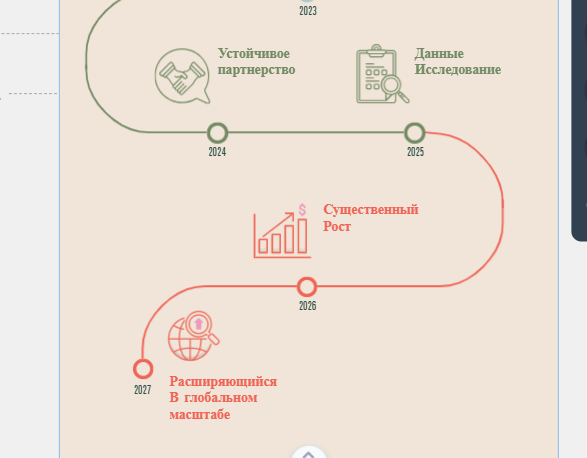 2023
Устойчивое
партнерство
Данные
Исследование
2024
2025
$
Существенный
Рост
2026
2027
Расширяющийся
В глобальном
масштабе